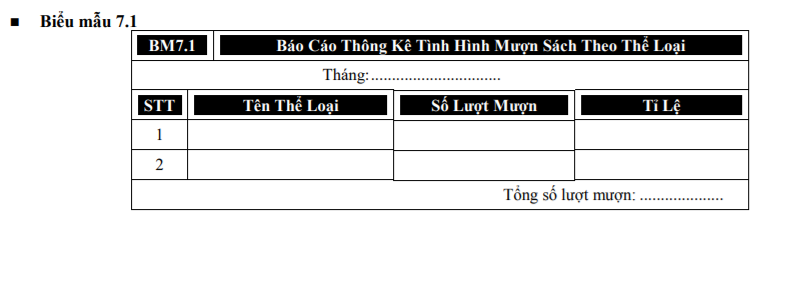 ▪ Biểu mẫu 7.1
BM7.1 Báo Cáo Thông Kê Tình Hình Mượn Sách Theo Thể Loại
Tháng:...............................
STT Tên Thể Loại Số Lượt Mượn Tỉ Lệ
1
2
Tổng số lượt mượn: ....................